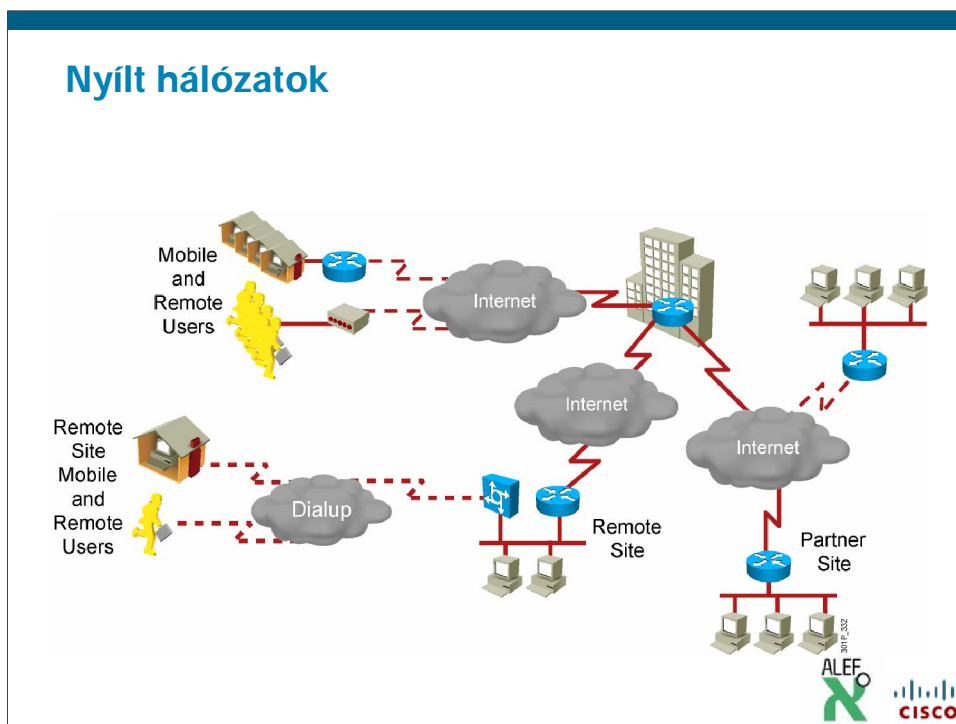 Nyílt hálózatok
Mobile
and
Remote
Users
Internet
Internet
Internet
Remote
Site
Mobile
and
Remote
Users
Dialup
Remote
Site
Partner
Site
301P_332
ALEF
CISCO